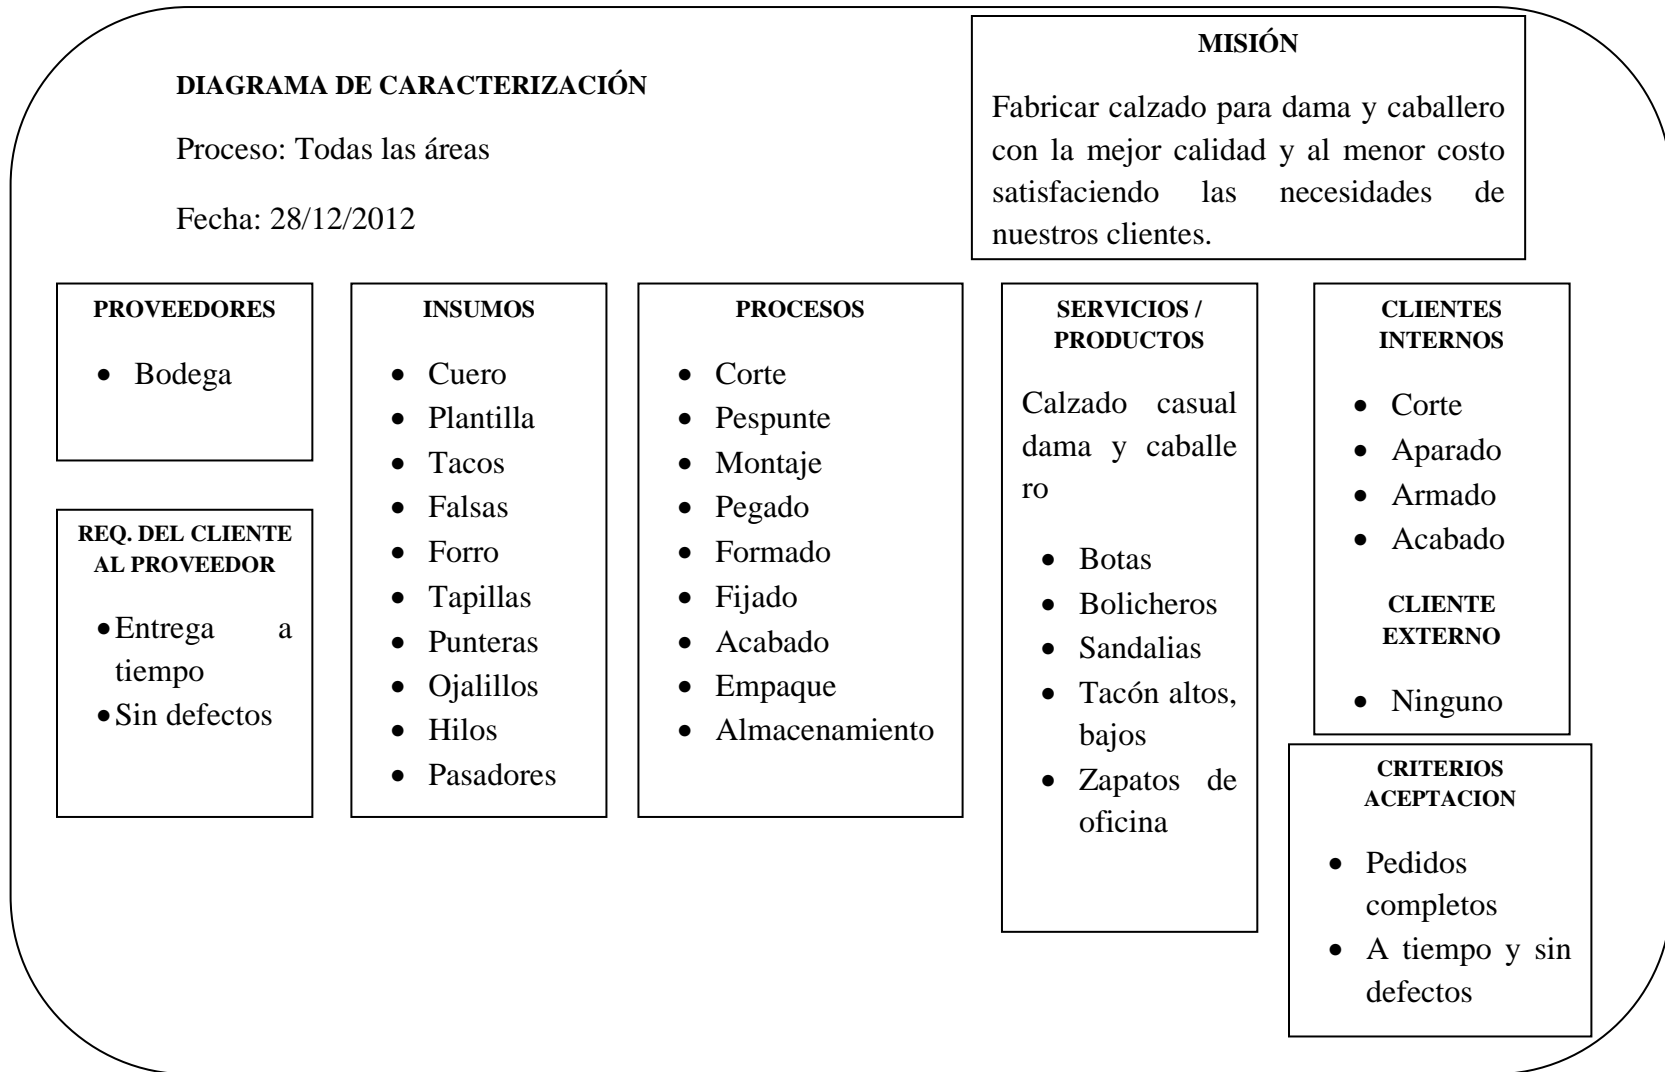 DIAGRAMA DE CARACTERIZACIÓN
Proceso: Todas las áreas
Fecha: 28/12/2012
MISIÓN
Fabricar calzado para dama y caballero
con la mejor calidad y al menor costo
satisfaciendo las necesidades de
nuestros clientes.
PROVEEDORES
• Bodega
REQ. DEL CLIENTE
AL PROVEEDOR
• Entrega a
tiempo
• Sin defectos
INSUMOS
• Cuero
• Plantilla
• Tacos
• Falsas
• Forro
• Tapillas
• Punteras
• Ojalillos
• Hilos
• Pasadores
PROCESOS
• Corte
• Pespunte
• Montaje
• Pegado
• Formado
• Fijado
• Acabado
• Empaque
• Almacenamiento
SERVICIOS /
PRODUCTOS
Calzado casual
dama y caballe
ro
• Botas
• Bolicheros
• Sandalias
• Tacón altos,
bajos
• Zapatos de
oficina
CLIENTES
INTERNOS
• Corte
• Aparado
• Armado
• Acabado
CLIENTE
EXTERNO
• Ninguno
CRITERIOS
ACEPTACION
• Pedidos
completos
• A tiempo y sin
defectos